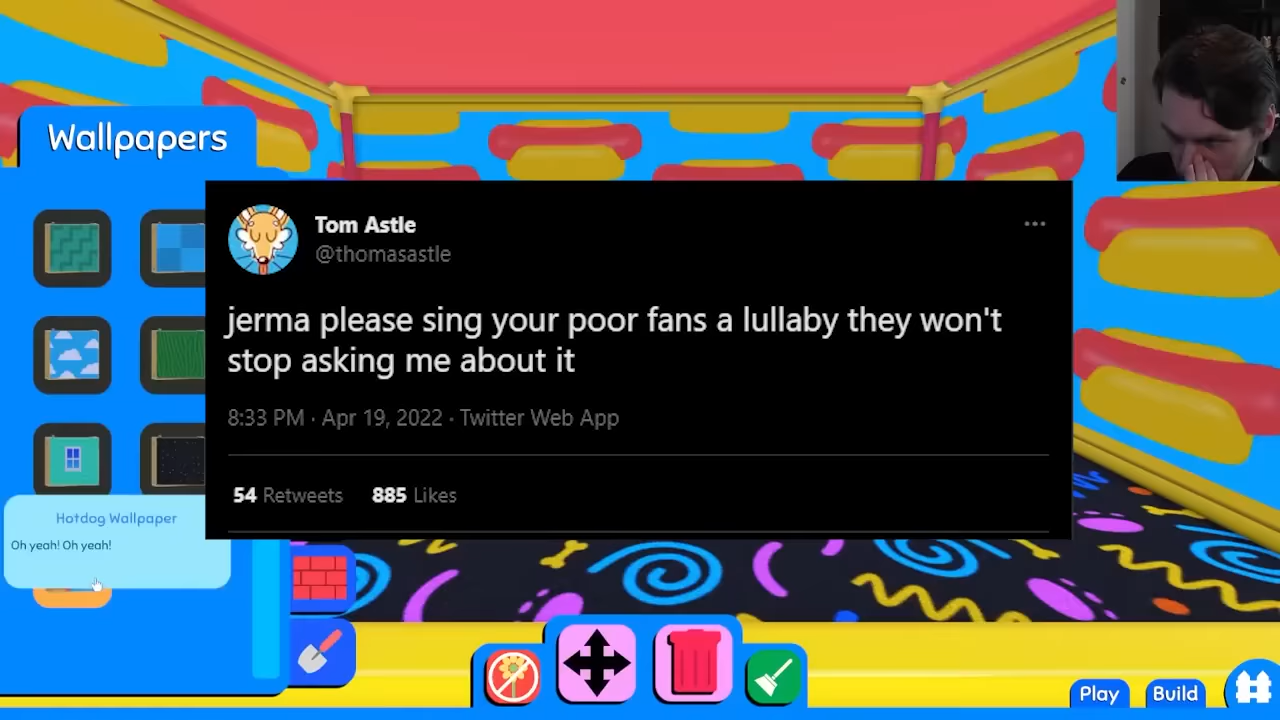 Wallpapers
Tom Astle
@thomasastle
jerma please sing your poor fans a lullaby they won't
stop asking me about it
8:33 PM · Apr 19, 2022 · Twitter Web App
54 Retweets 885 Likes
Hotdog Wallpaper
Oh yeah! Oh yeah!
Play
Build